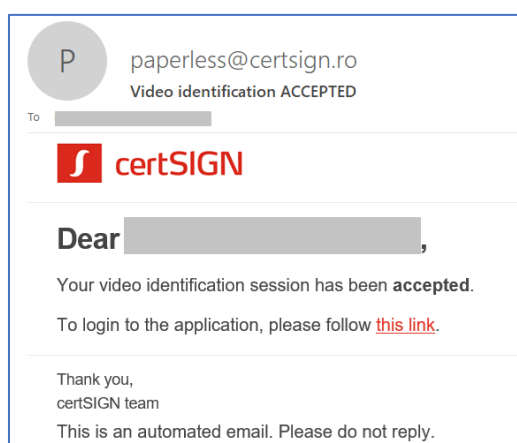 P
paperless@certsign.ro
Video identification ACCEPTED
To
certSIGN
Dear ,
Your video identification session has been accepted.
To login to the application, please follow this link.
Thank you,
certSIGN team
This is an automated email. Please do not reply.